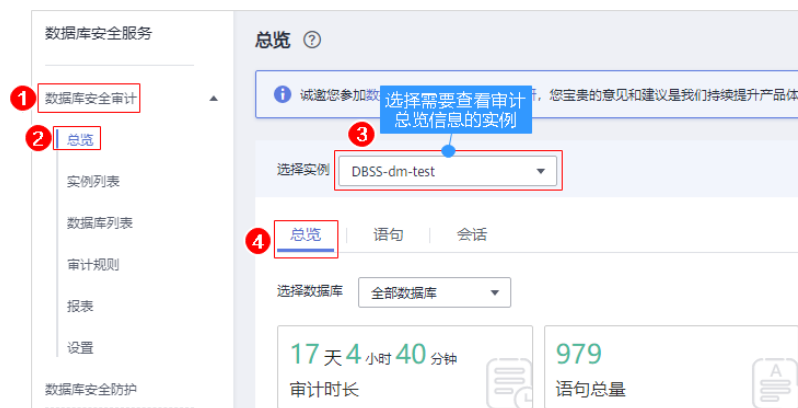 数据库安全服务
总览 ?
1 数据库安全审计
i 诚邀您参加数
选择需要查看审计
总览信息的实例
，您宝贵的意见和建议是我们持续提升产品体
2 总览
3
选择实例 DBSS-dm-test
实例列表
数据库列表
4 总览 语句 会话
审计规则
选择数据库 全部数据库
报表
设置
17 天 4 小时 40 分钟
979
审计时长
语句总量
A
数据库安全防护